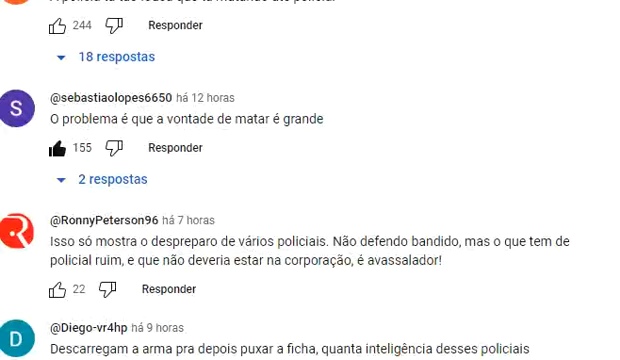 244 Responder
18 respostas
S
@sebastiaolopes6650 há 12 horas
O problema é que a vontade de matar é grande
155 Responder
2 respostas
@RonnyPeterson96 há 7 horas
Isso só mostra o despreparo de vários policiais. Não defendo bandido, mas o que tem de
policial ruim, e que não deveria estar na corporação, é avassalador!
22 Responder
D
@Diego-vr4hp há 9 horas
Descarregam a arma pra depois puxar a ficha, quanta inteligência desses policiais